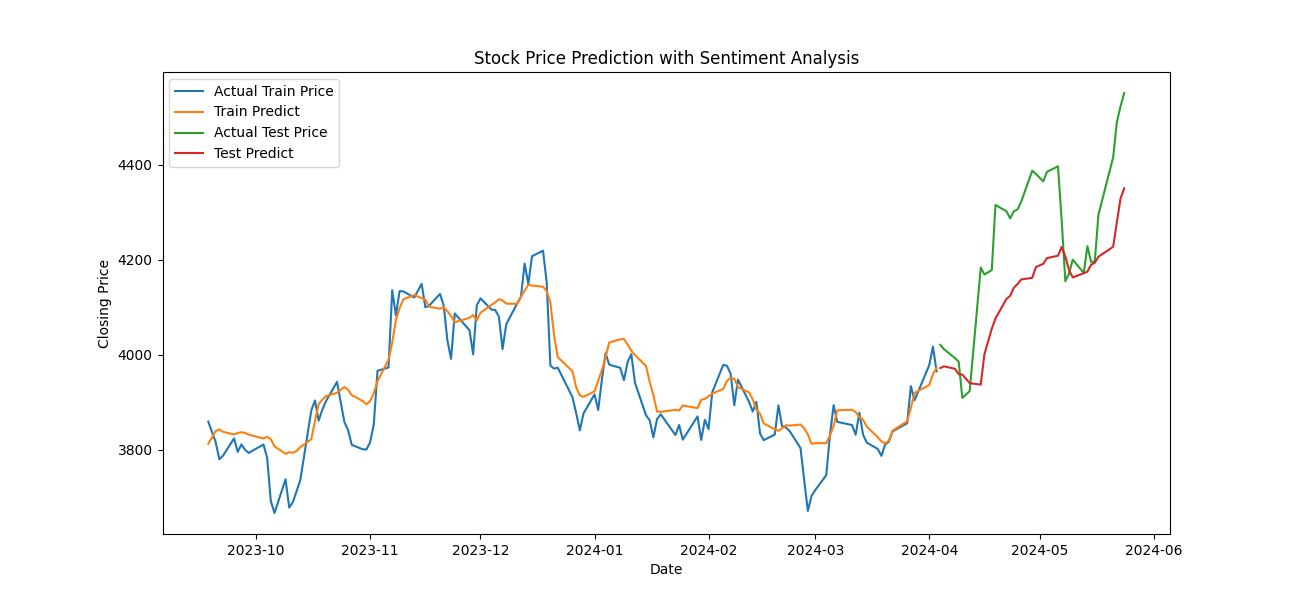 Stock Price Prediction with Sentiment Analysis
Actual Train Price
Train Predict
Actual Test Price
Test Predict
4400
4200
4000
3800
Closing Price
2023-10
2023-11
2023-12
2024-01
2024-02
2024-03
2024-04
2024-05
2024-06
Date